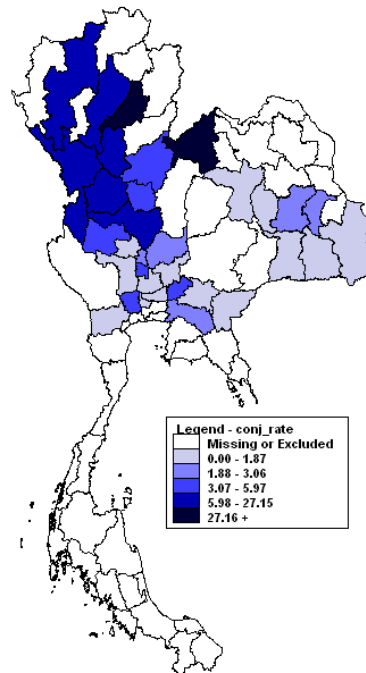 Legend - conj_rate
Missing or Excluded
0.00 - 1.87
1.88 - 3.06
3.07 - 5.97
5.98 - 27.15
27.16 +